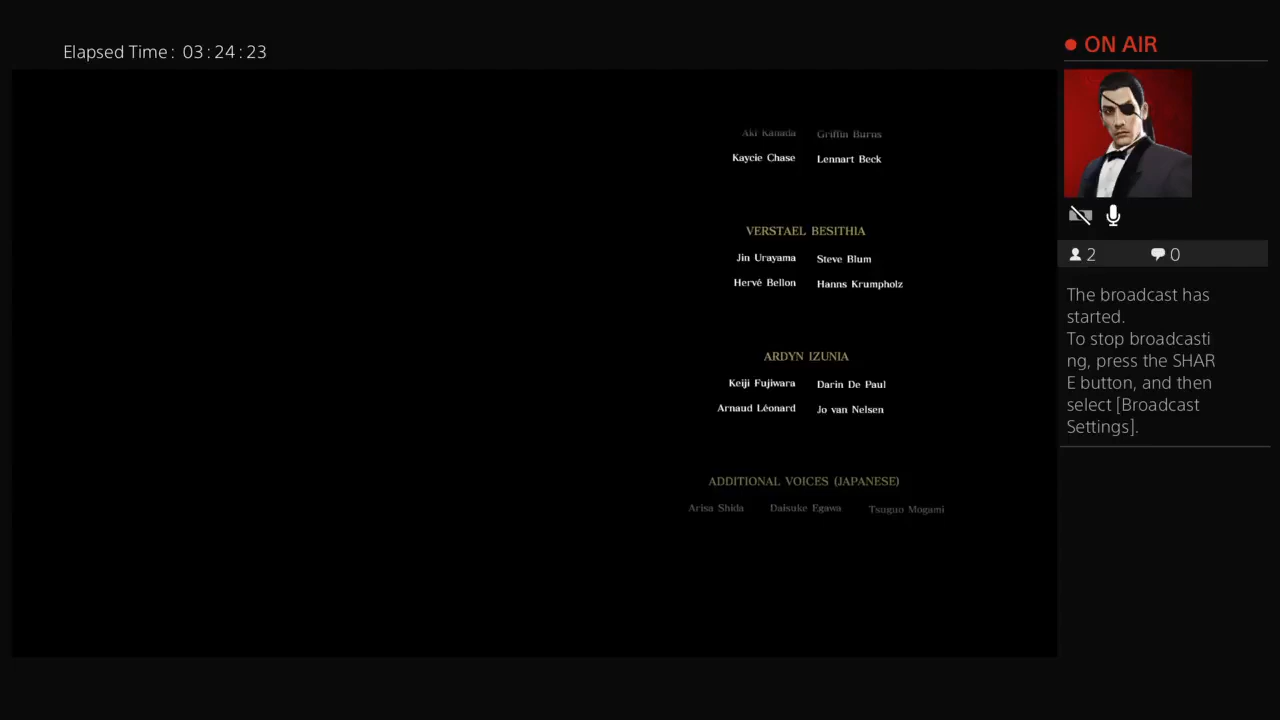 Elapsed Time: 03:24:23
ON AIR
Aki Kanada Griffin Burns
Kaycie Chase Lennart Beck
VERSTAEL BESITHIA
Jin Urayama Steve Blum
Hervé Bellon Hanns Krumpholz
ARDYN IZUNIA
Keiji Fujiwara Darin De Paul
Arnaud Léonard Jo van Nelsen
ADDITIONAL VOICES (JAPANESE)
Arisa Shida Daisuke Egawa Tsuguo Mogami
2 0
The broadcast has
started.
To stop broadcasti
ng, press the SHAR
E button, and then
select [Broadcast
Settings].